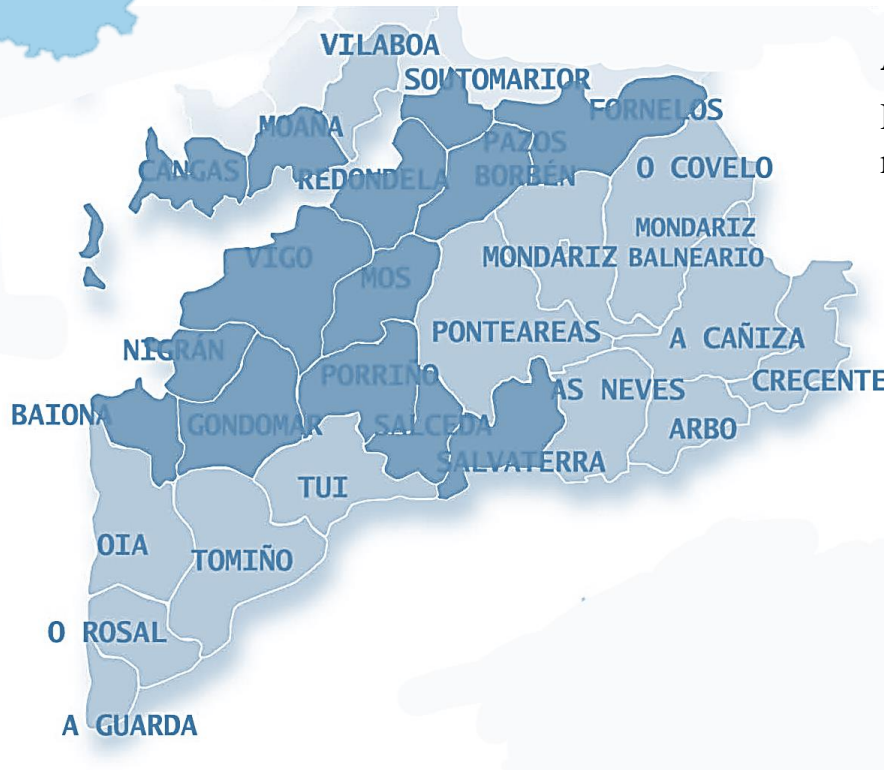 VILABOA
SOUTOMARIOR
FORNELOS
MOAÑA
PAZOS
BORBÉN
CANGAS
REDONDELA
O COVELO
MONDARIZ
BALNEARIO
VIGO
MONDARIZ
MOS
PONTEAREAS
A CAÑIZA
NIGRÁN
PORRIÑO
AS NEVES
CRECENTE
BAIONA
GONDOMAR
SALCEDA
ARBO
SALVATERRA
TUI
OIA
TOMIÑO
O ROSAL
A GUARDA